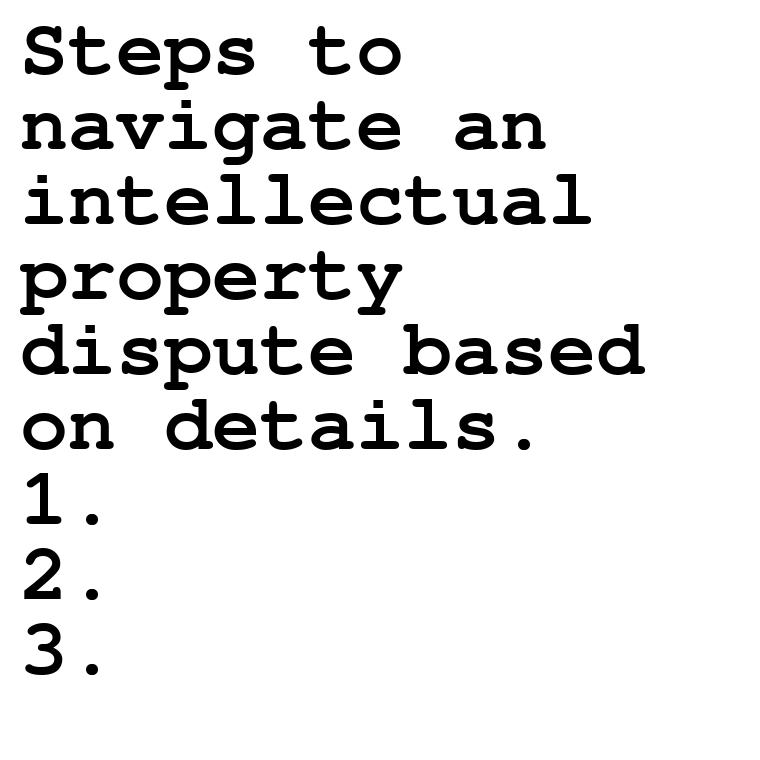 Steps to
navigate an
intellectual
property
dispute based
on details.
1.
2.
3.